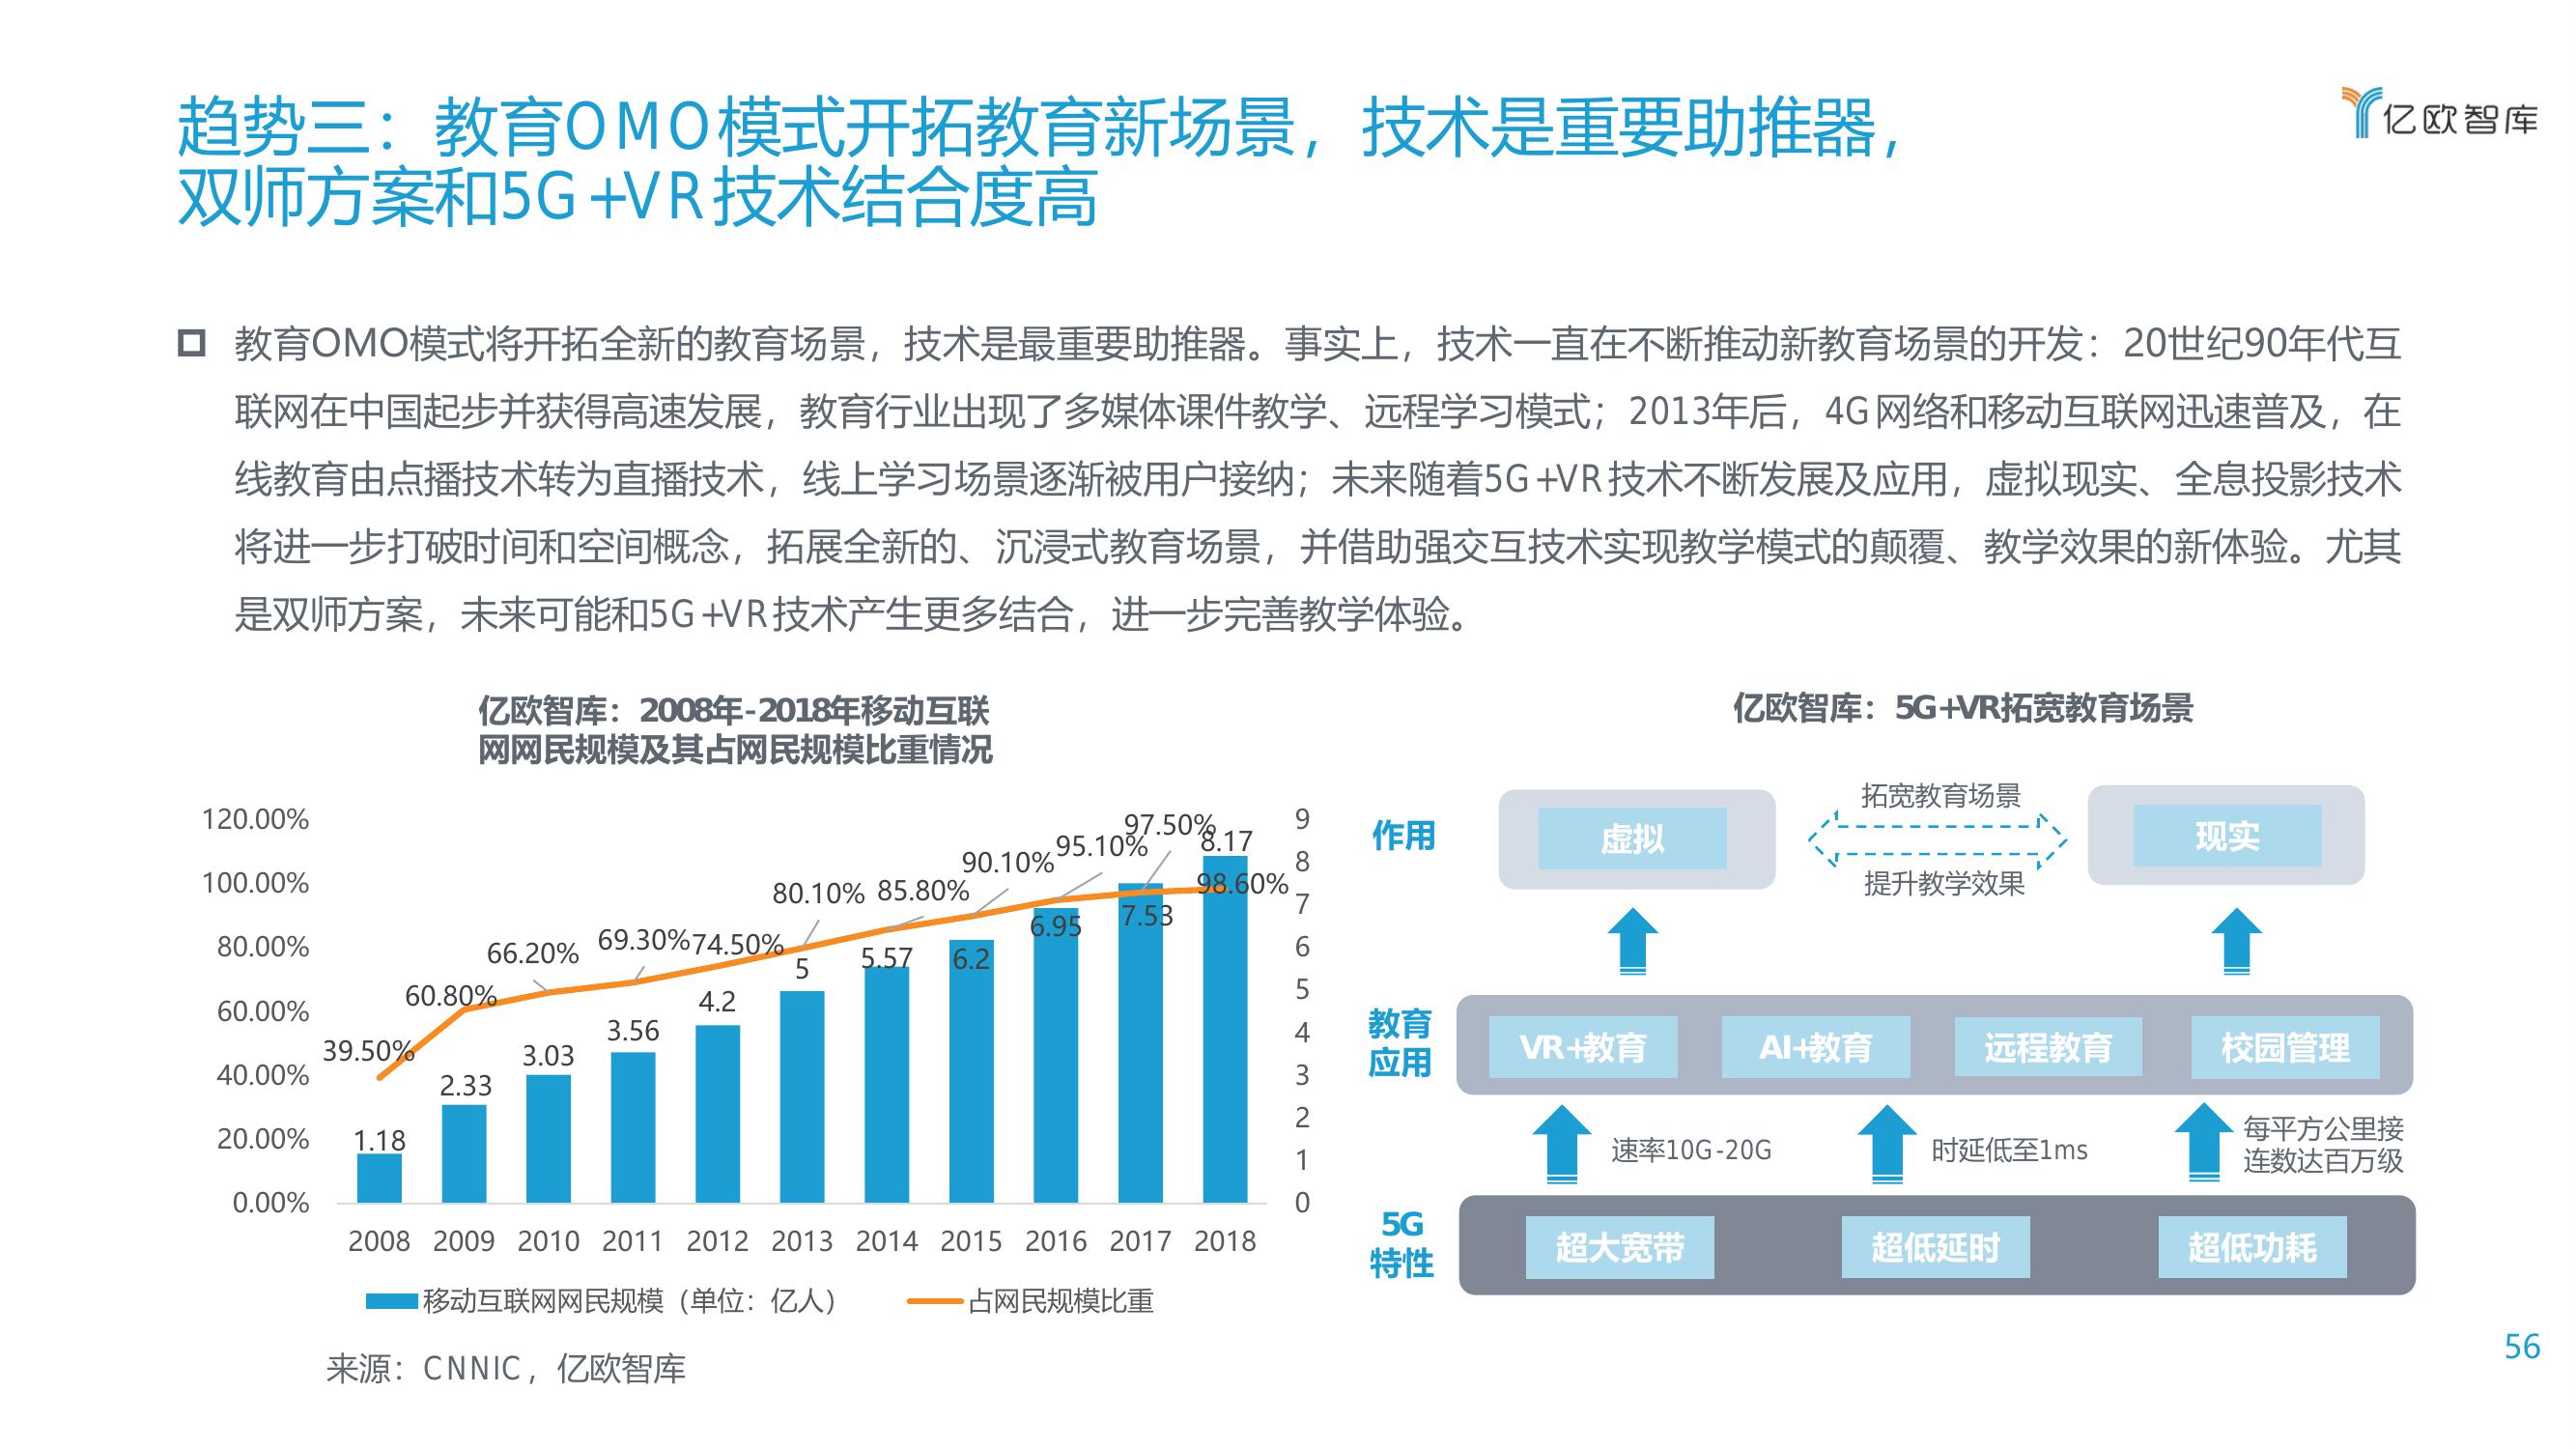 趋势三：教育OMO模式开拓教育新场景，技术是重要助推器，
双师方案和5G+VR技术结合度高
亿欧智库
教育OMO模式将开拓全新的教育场景，技术是最重要助推器。事实上，技术一直在不断推动新教育场景的开发：20世纪90年代互
联网在中国起步并获得高速发展，教育行业出现了多媒体课件教学、远程学习模式；2013年后，4G网络和移动互联网迅速普及，在
线教育由点播技术转为直播技术，线上学习场景逐渐被用户接纳；未来随着5G+VR技术不断发展及应用，虚拟现实、全息投影技术
将进一步打破时间和空间概念，拓展全新的、沉浸式教育场景，并借助强交互技术实现教学模式的颠覆、教学效果的新体验。尤其
是双师方案，未来可能和5G+VR技术产生更多结合，进一步完善教学体验。
亿欧智库：2008年-2018年移动互联
网网民规模及其占网民规模比重情况
120.00%
100.00%
80.00%
60.00%
40.00%
20.00%
0.00%
39.50%
60.80%
66.20%
69.30%
74.50%
80.10%
85.80%
90.10%
95.10%
97.50%
98.60%
1.18
2.33
3.03
3.56
4.2
5
5.57
6.2
6.95
7.53
8.17
9
8
7
6
5
4
3
2
1
0
2008 2009 2010 2011 2012 2013 2014 2015 2016 2017 2018
移动互联网网民规模（单位：亿人）
占网民规模比重
来源：CNNIC，亿欧智库
亿欧智库：5G+VR拓宽教育场景
作用
虚拟
拓宽教育场景
提升教学效果
现实
教育
应用
VR+教育
AI+教育
远程教育
校园管理
速率10G-20G
时延低至1ms
每平方公里接
连数达百万级
5G
特性
超大宽带
超低延时
超低功耗
56